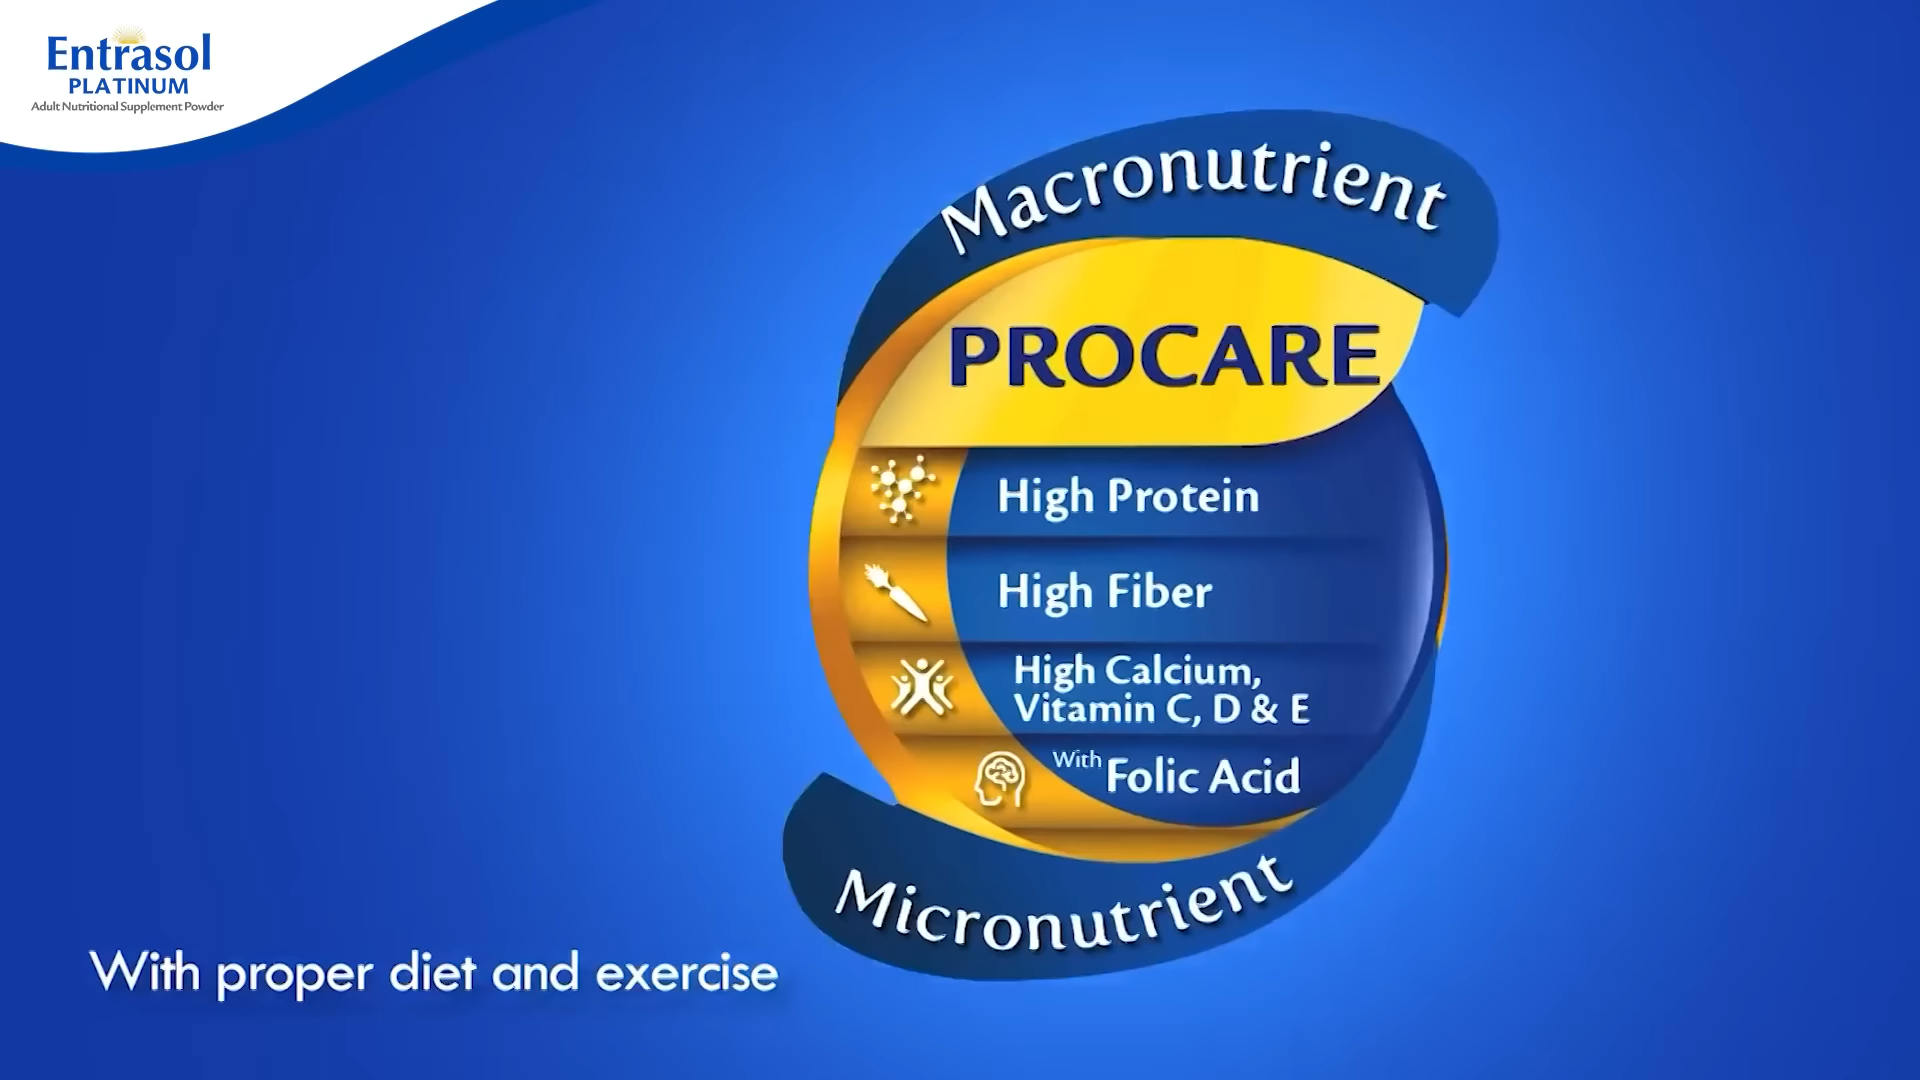 Entrasol
PLATINUM
Adult Nutritional Supplement Powder
Macronutrient
PROCARE
High Protein
High Fiber
High Calcium,
Vitamin C, D & E
With Folic Acid
Micronutrient
With proper diet and exercise